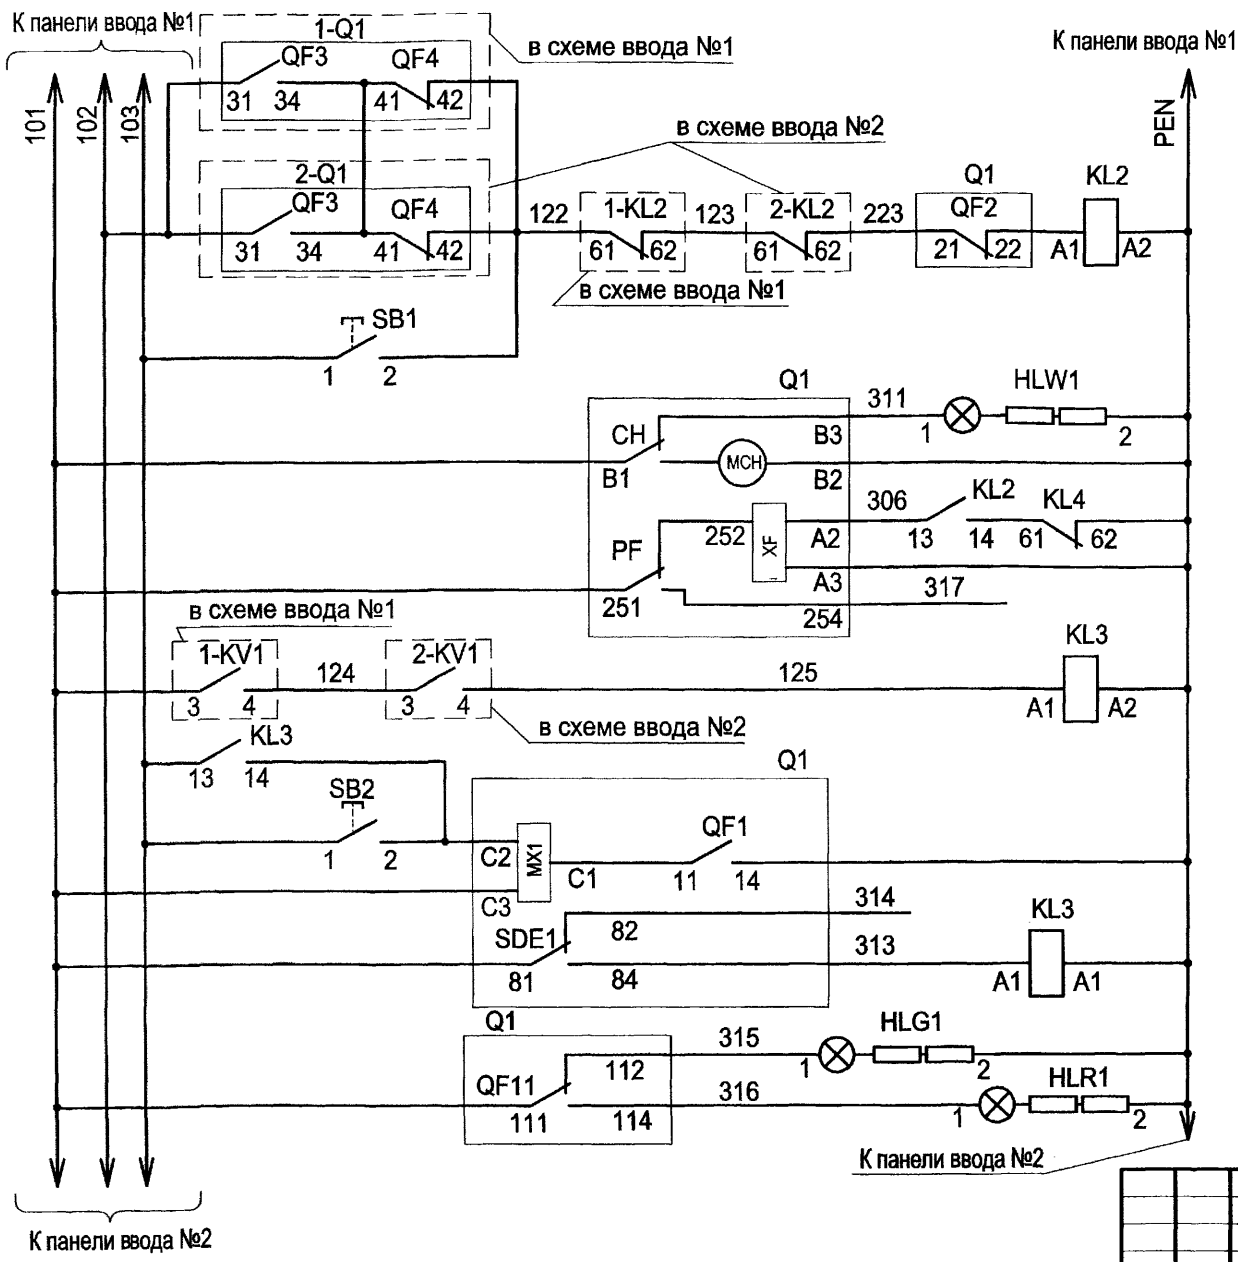 К панели ввода №1
1-Q1
в схеме ввода №1
К панели ввода №1
QF3 QF4
31 34 41 42
101 102 103
PEN
в схеме ввода №2
2-Q1
QF3 QF4
31 34 41 42
122 1-KL2 123 2-KL2 223 Q1 KL2
QF2
61 62 61 62 21 22 A1 A2
в схеме ввода №1
SB1
1 2
Q1 311 HLW1
CH B3 1 2
B1 МСН B2
306 KL2 KL4
PF 252 XF A2 13 14 61 62
A3 317
251 254
в схеме ввода №1
1-KV1 124 2-KV1 125 KL3
3 4 3 4 A1 A2
в схеме ввода №2
KL3
13 14
Q1
SB2
1 2
C2 MX1 QF1
C1 11 14
C3 314
SDE1 82 KL3
313
81 84 A1 A1
Q1 315 HLG1
112 1 2
QF11 316 HLR1
111 114 1 2
К панели ввода №2
К панели ввода №2